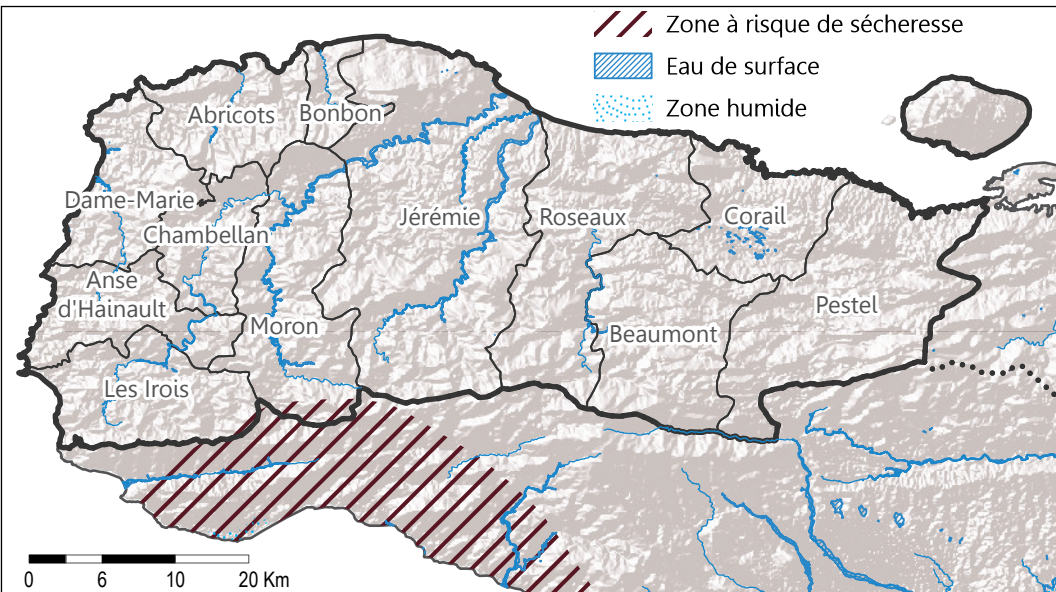 Zone à risque de sécheresse
Eau de surface
Zone humide
Abricots
Bonbon
Dame-Marie
Jérémie
Roseaux
Corail
Chambellan
Anse
d'Hainault
Moron
Pestel
Beaumont
Les Irois
0 6 10 20 Km